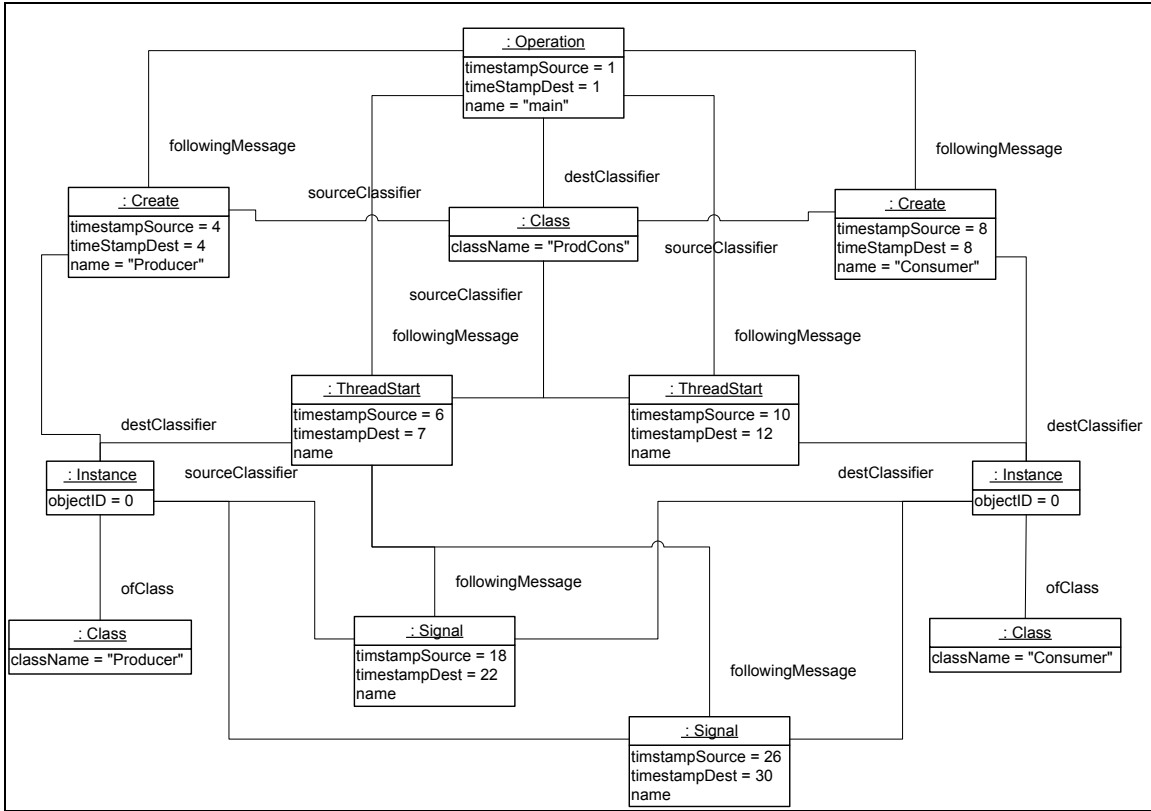 : Operation
timestampSource = 1
timeStampDest = 1
name = "main"
followingMessage
followingMessage
destClassifier
sourceClassifier
: Create
timestampSource = 4
timeStampDest = 4
name = "Producer"
: Class
className = "ProdCons"
: Create
timestampSource = 8
timeStampDest = 8
name = "Consumer"
sourceClassifier
sourceClassifier
followingMessage
followingMessage
: ThreadStart
timestampSource = 6
timestampDest = 7
name
: ThreadStart
timestampSource = 10
timestampDest = 12
name
destClassifier
destClassifier
sourceClassifier
destClassifier
: Instance
objectID = 0
: Instance
objectID = 0
followingMessage
ofClass
ofClass
: Class
className = "Producer"
: Signal
timstampSource = 18
timestampDest = 22
name
: Class
className = "Consumer"
followingMessage
: Signal
timstampSource = 26
timestampDest = 30
name